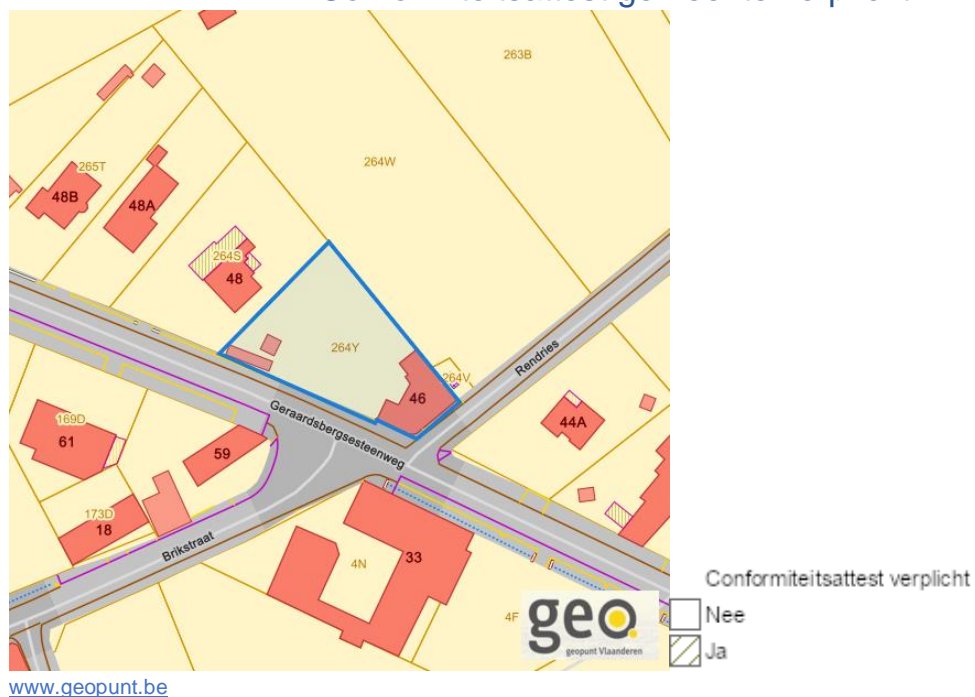 263B
264W
265T
48B
48A
264S
48
264Y
264V
46
Rendries
Geraardsbergsesteenweg
44A
169D
61
59
173D
18
Brikstraat
4N
33
4F
geo.
geopunt Vlaanderen
Conformiteitsattest verplicht
Nee
Ja
www.geopunt.be